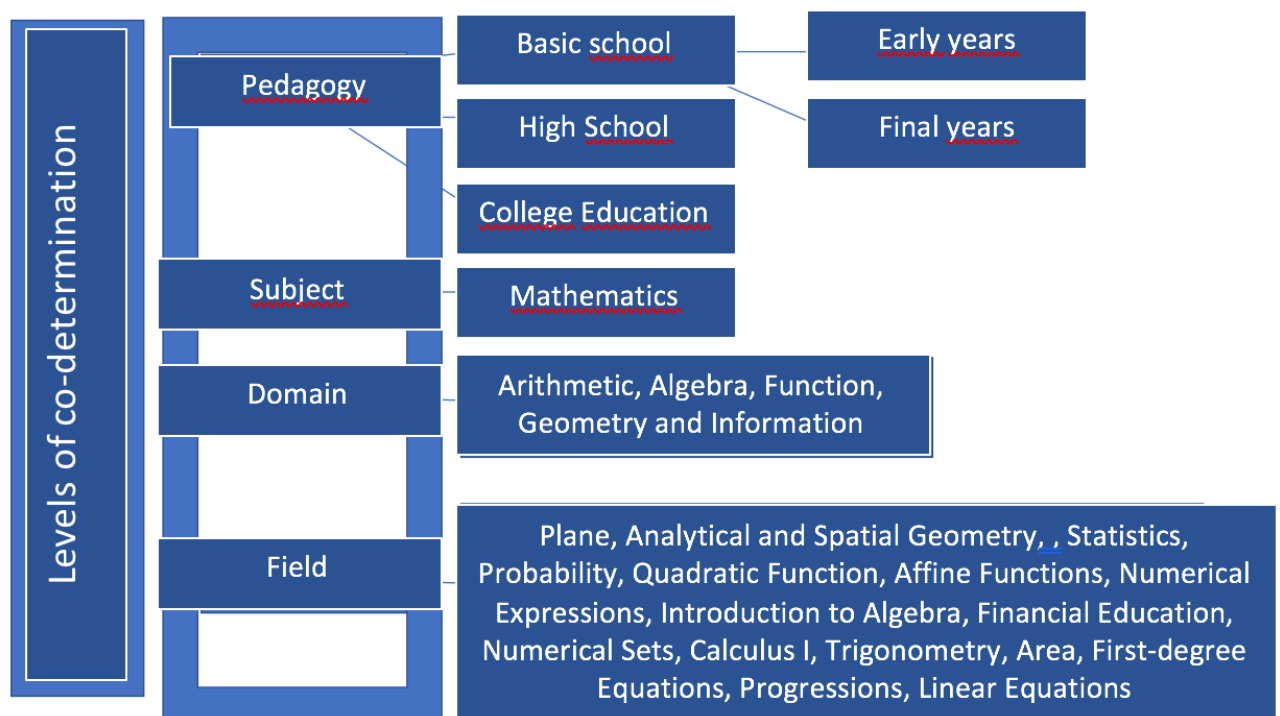 Levels of co-determination
Pedagogy
Basic school
Early years
Final years
High School
College Education
Subject
Mathematics
Domain
Arithmetic, Algebra, Function,
Geometry and Information
Field
Plane, Analytical and Spatial Geometry, , Statistics,
Probability, Quadratic Function, Affine Functions, Numerical
Expressions, Introduction to Algebra, Financial Education,
Numerical Sets, Calculus I, Trigonometry, Area, First-degree
Equations, Progressions, Linear Equations